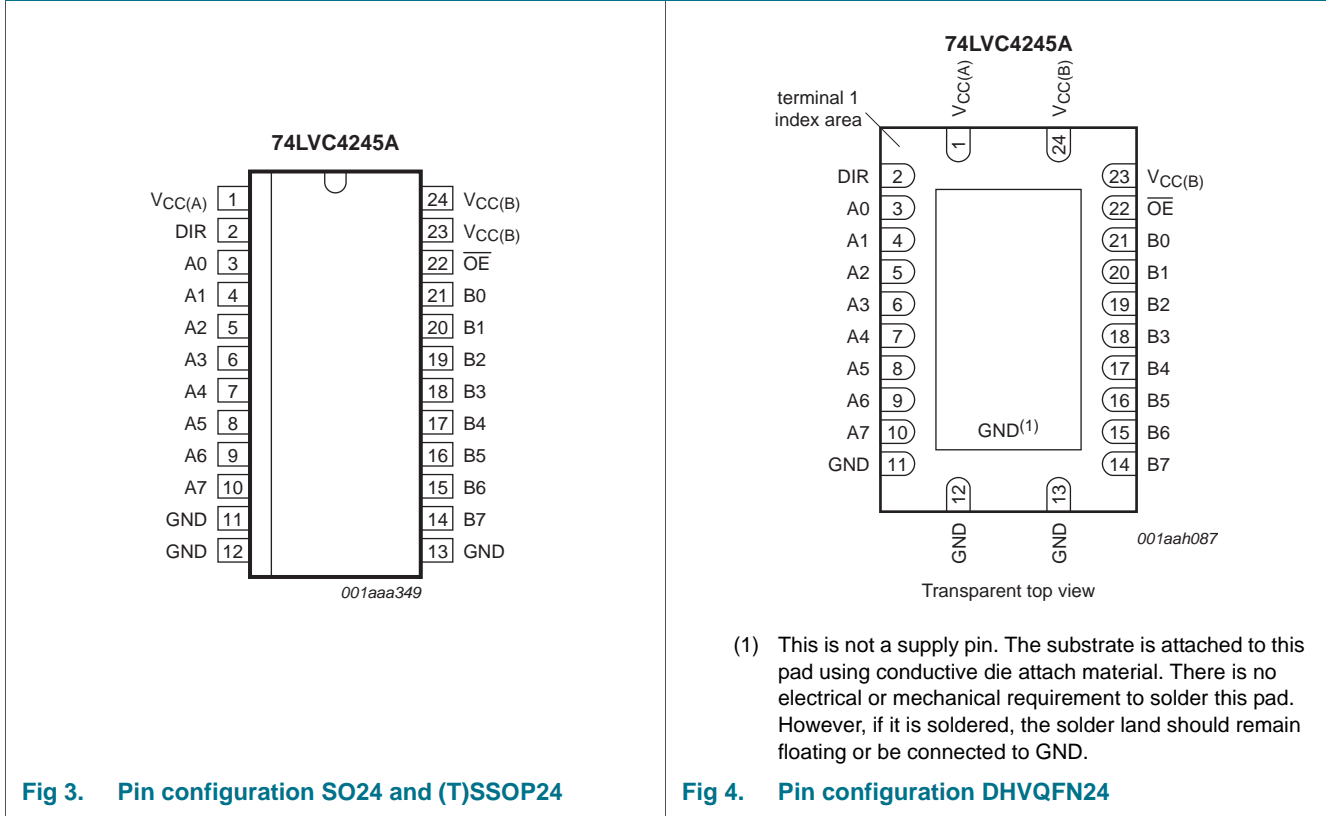 74LVC4245A
VCC(A) 1 24 VCC(B)
DIR 2 23 VCC(B)
A0 3 22 OE
A1 4 21 B0
A2 5 20 B1
A3 6 19 B2
A4 7 18 B3
A5 8 17 B4
A6 9 16 B5
A7 10 15 B6
GND 11 14 B7
GND 12 13 GND
001aaa349
Fig 3. Pin configuration SO24 and (T)SSOP24
74LVC4245A
VCC(A) VCC(B)
terminal 1
index area
1 24
DIR 2 23 VCC(B)
A0 3 22 OE
A1 4 21 B0
A2 5 20 B1
A3 6 19 B2
A4 7 18 B3
A5 8 17 B4
A6 9 16 B5
A7 10 GND(1) 15 B6
GND 11 14 B7
12 13
GND GND
001aah087
Transparent top view
(1) This is not a supply pin. The substrate is attached to this
pad using conductive die attach material. There is no
electrical or mechanical requirement to solder this pad.
However, if it is soldered, the solder land should remain
floating or be connected to GND.
Fig 4. Pin configuration DHVQFN24